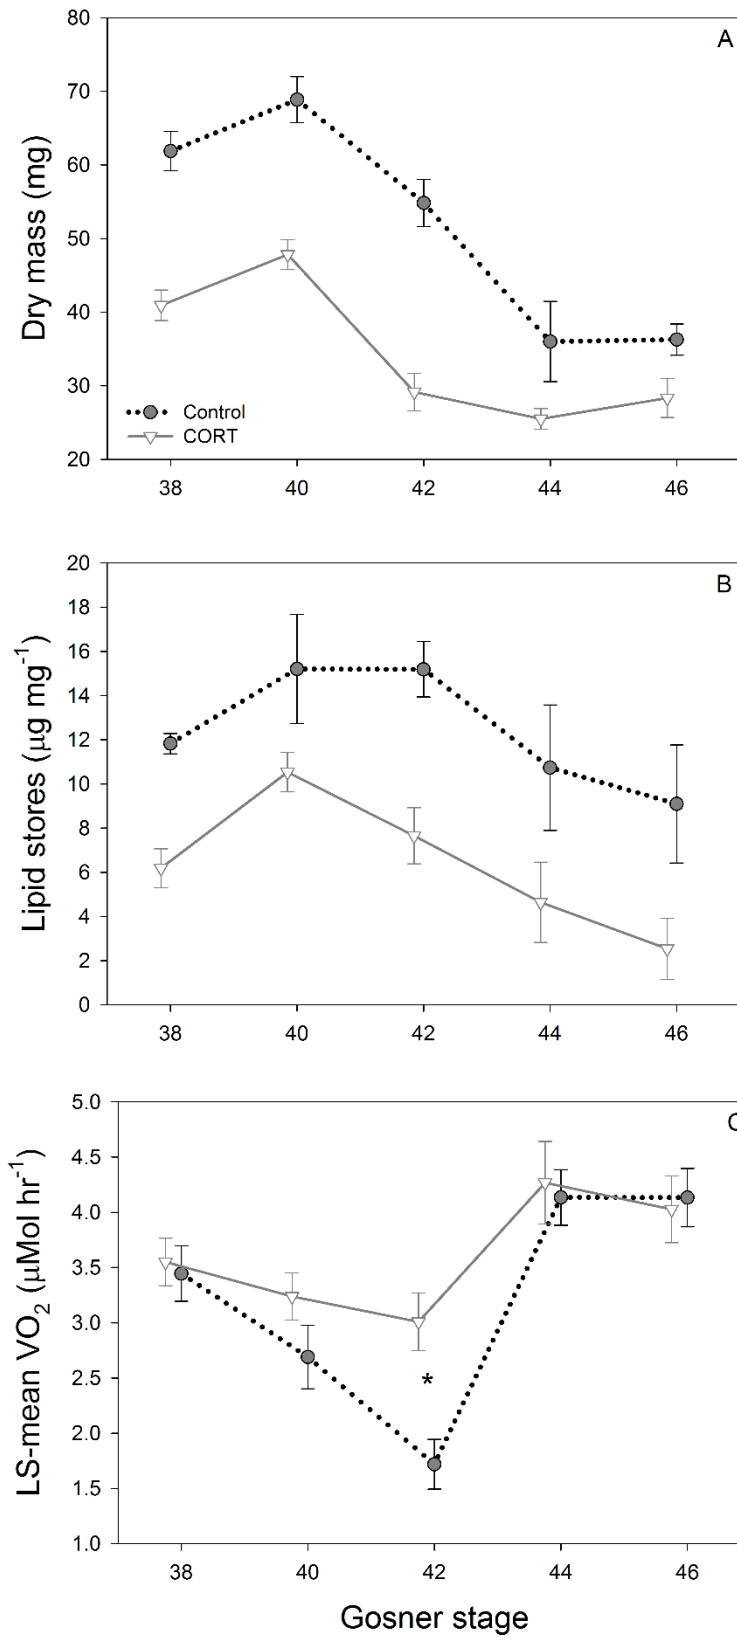 A
80
70
60
50
40
30
20
Dry mass (mg)
Control
CORT
38 40 42 44 46
B
20
18
16
14
12
10
8
6
4
2
0
Lipid stores (µg mg⁻¹)
38 40 42 44 46
C
5.0
4.5
4.0
3.5
3.0
2.5
2.0
1.5
1.0
LS-mean VO₂ (µMol hr⁻¹)
*
38 40 42 44 46
Gosner stage